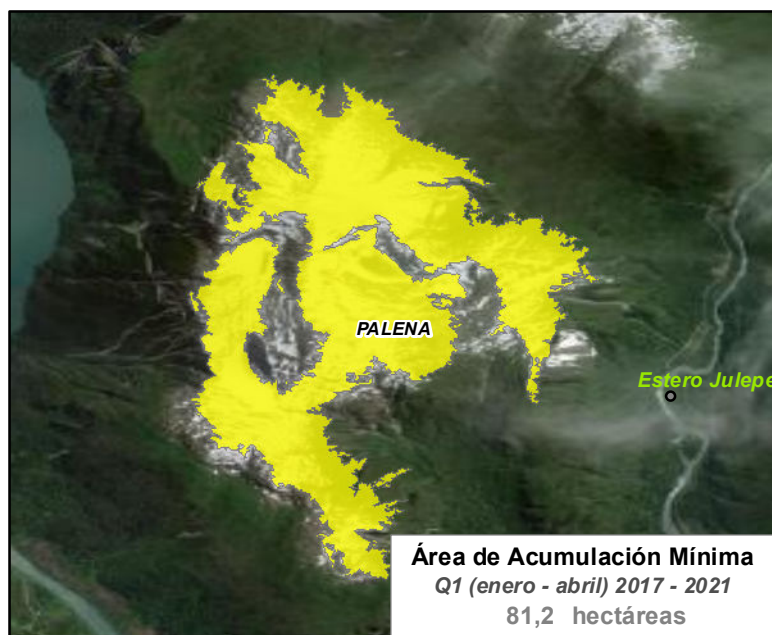 PALENA
Estero Julepe
Área de Acumulación Mínima
Q1 (enero - abril) 2017 - 2021
81,2 hectáreas